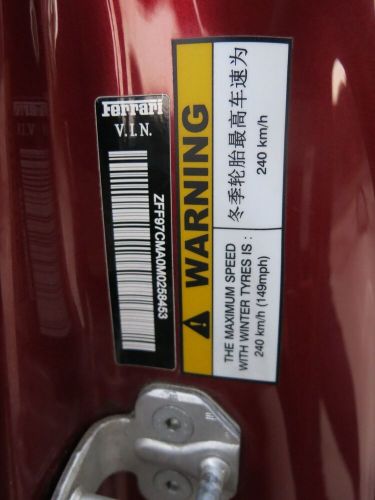 Ferrari
V.I.N.
ZFF97CMA0M0258453
WARNING
冬季轮胎最高车速为
240 km/h
THE MAXIMUM SPEED
WITH WINTER TYRES IS :
240 km/h (149mph)